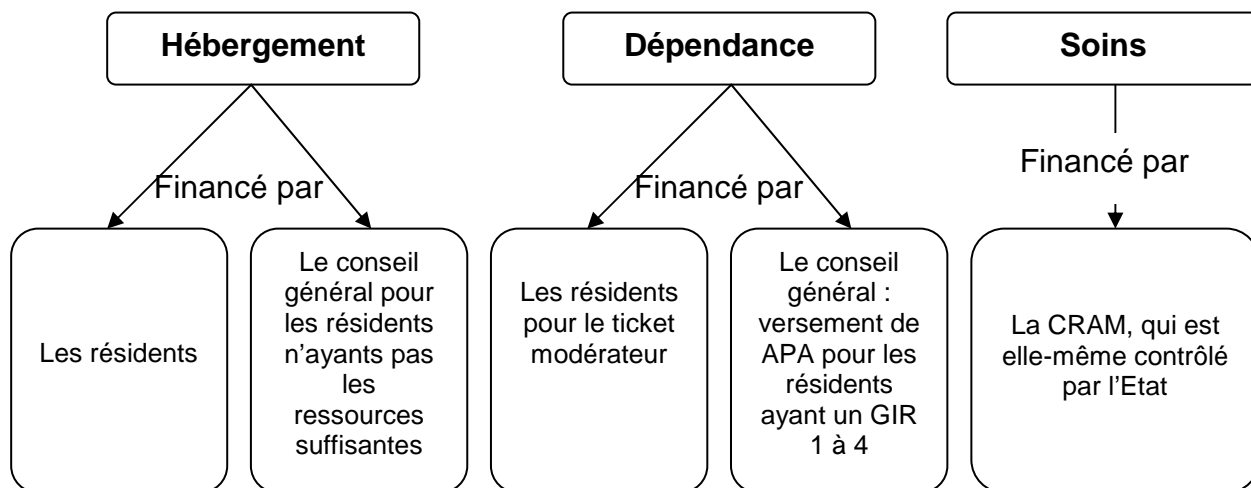 Hébergement
Dépendance
Soins
Financé par
Financé par
Financé par
Les résidents
Le conseil
général pour
les résidents
n’ayants pas
les
ressources
suffisantes
Les résidents
pour le ticket
modérateur
Le conseil
général :
versement de
APA pour les
résidents
ayant un GIR
1 à 4
La CRAM, qui est
elle-même contrôlé
par l’Etat